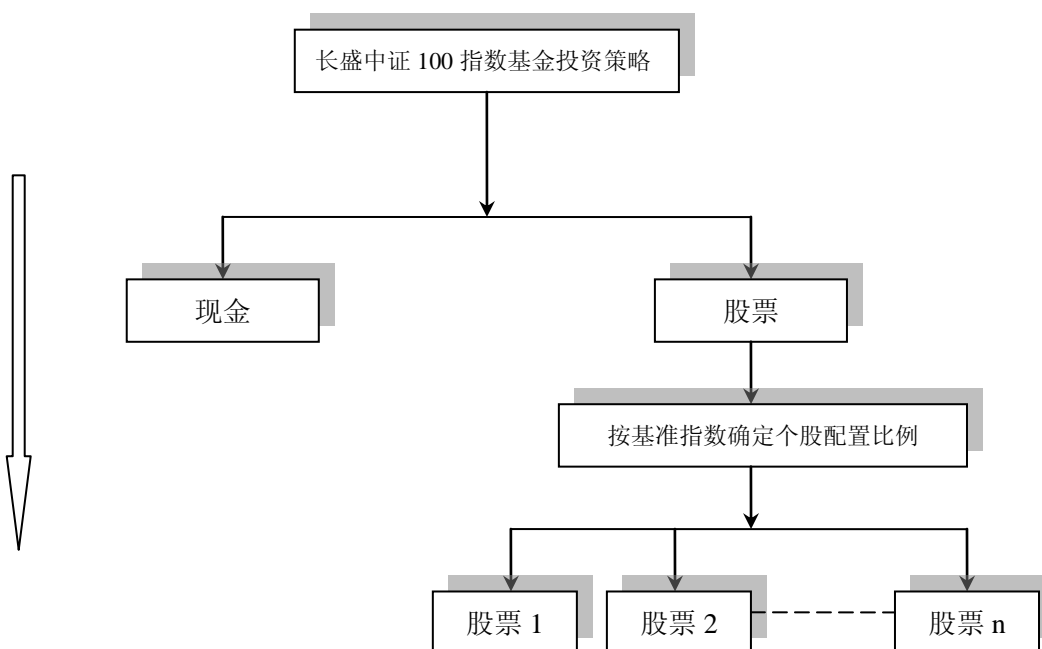 长盛中证 100 指数基金投资策略
现金
股票
按基准指数确定个股配置比例
股票 1
股票 2
股票 n